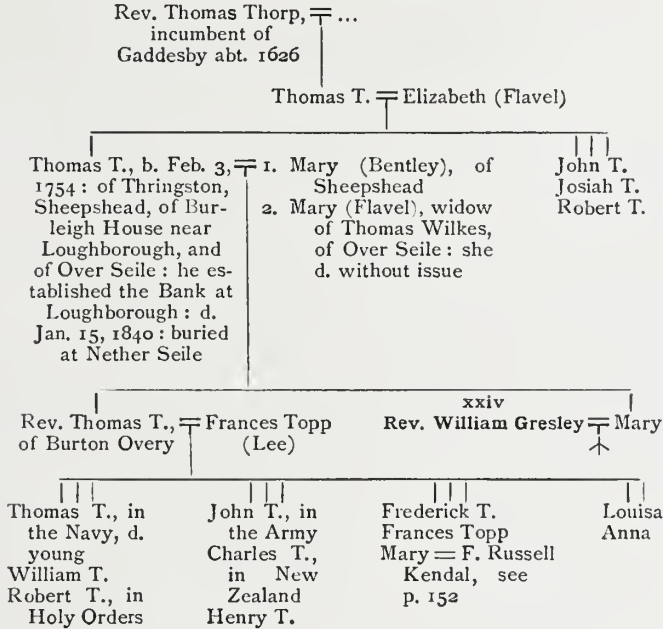 Rev. Thomas Thorp, = ...
incumbent of
Gaddesby abt. 1626
Thomas T. = Elizabeth (Flavel)
Thomas T., b. Feb. 3, =
1754 : of Thringston,
Sheepshead, of Bur-
leigh House near
Loughborough, and
of Over Seile : he es-
tablished the Bank at
Loughborough : d.
Jan. 15, 1840 : buried
at Nether Seile
1. Mary (Bentley), of
Sheepshead
2. Mary (Flavel), widow
of Thomas Wilkes,
of Over Seile : she
d. without issue
John T.
Josiah T.
Robert T.
Rev. Thomas T., = Frances Topp
of Burton Overy (Lee)
xxiv
Rev. William Gresley = Mary
Thomas T., in
the Navy, d.
young
William T.
Robert T., in
Holy Orders
John T., in
the Army
Charles T.,
in New
Zealand
Henry T.
Frederick T.
Frances Topp
Mary = F. Russell
Kendal, see
p. 152
Louisa
Anna